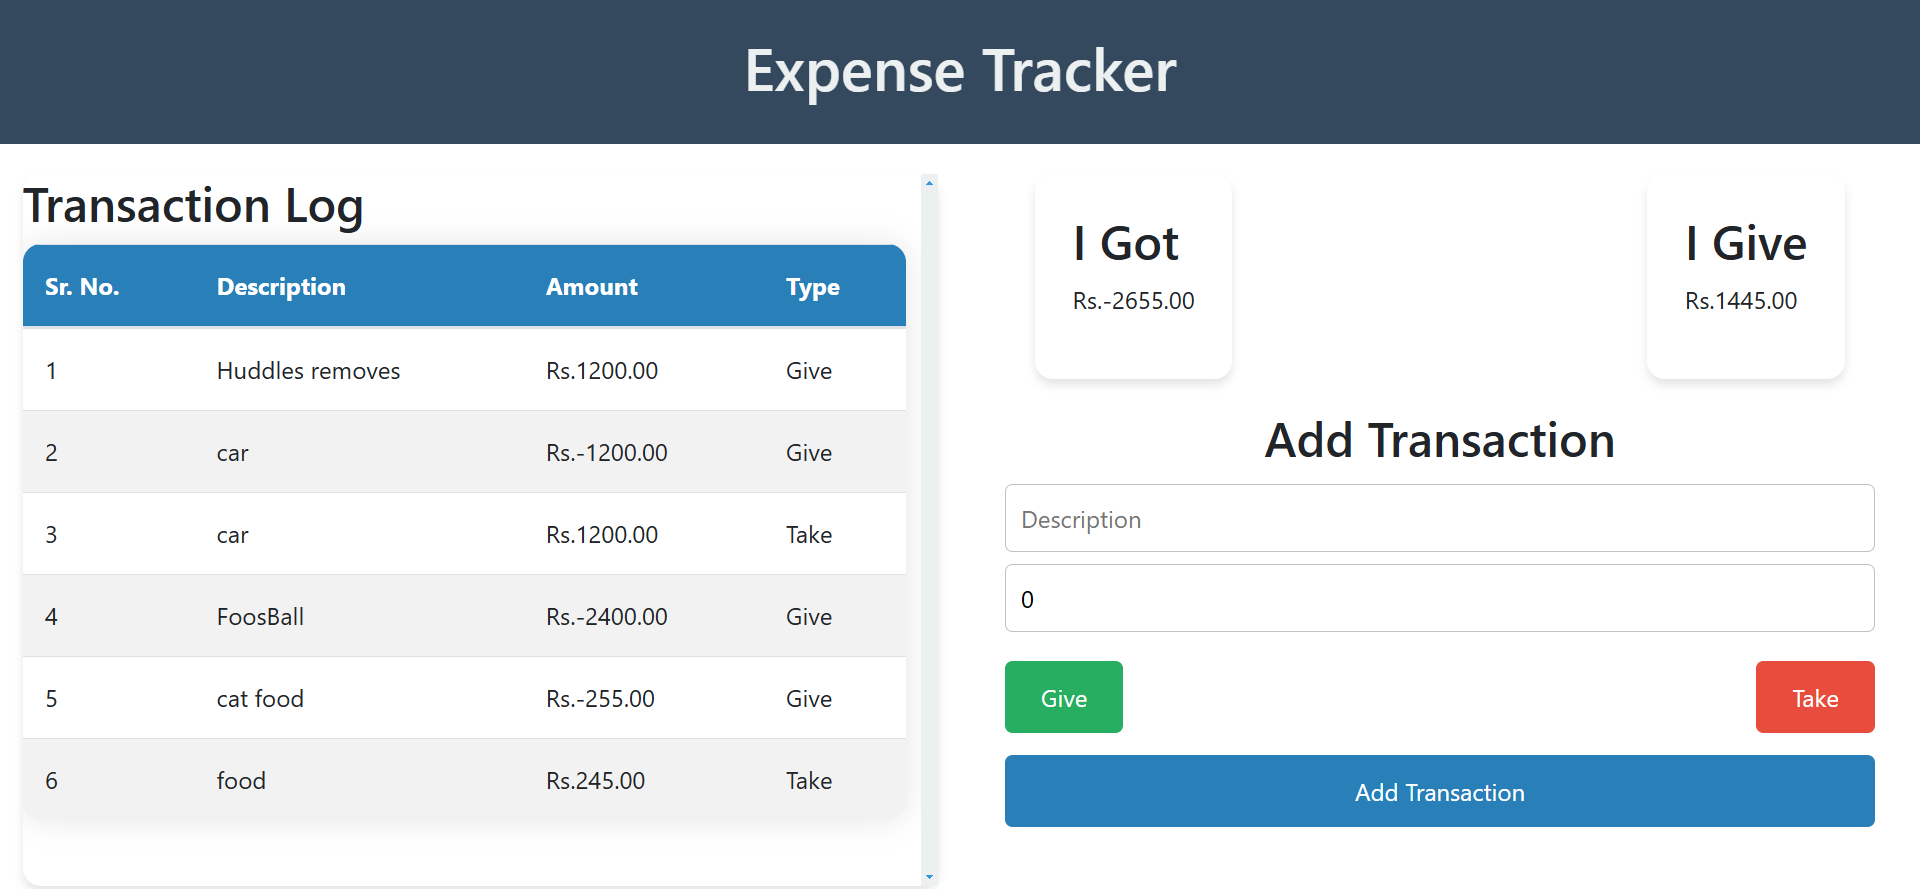 Expense Tracker
Transaction Log
Sr. No. Description Amount Type
1 Huddles removes Rs.1200.00 Give
2 car Rs.-1200.00 Give
3 car Rs.1200.00 Take
4 FoosBall Rs.-2400.00 Give
5 cat food Rs.-255.00 Give
6 food Rs.245.00 Take
I Got
Rs.-2655.00
I Give
Rs.1445.00
Add Transaction
Description
0
Give Take
Add Transaction